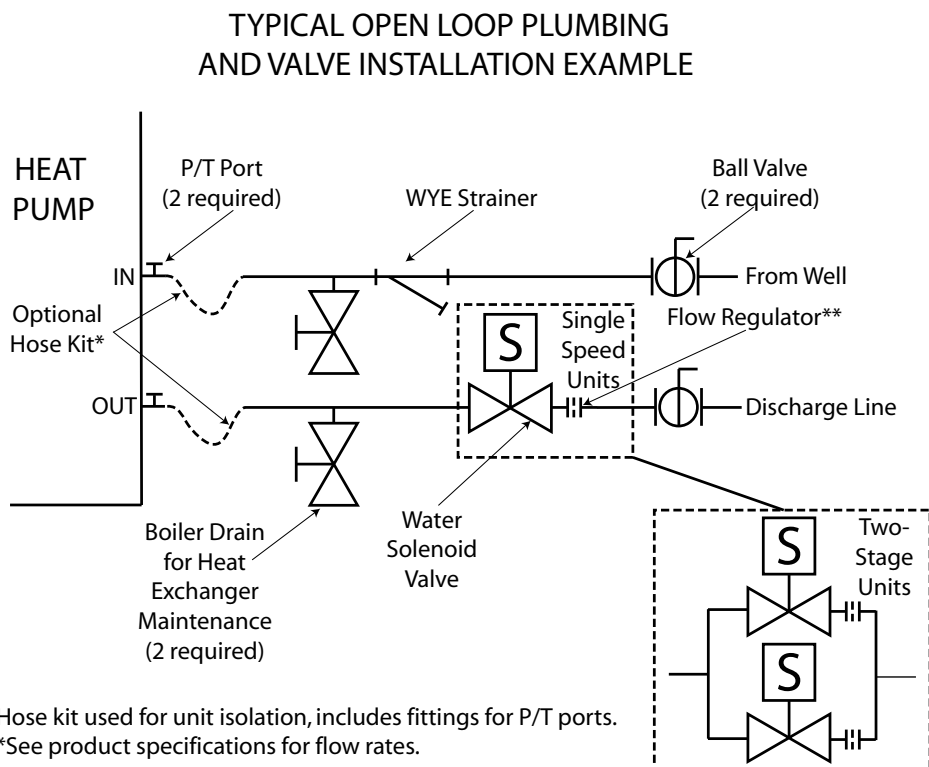 TYPICAL OPEN LOOP PLUMBING
AND VALVE INSTALLATION EXAMPLE
HEAT
PUMP
P/T Port
(2 required)
WYE Strainer
Ball Valve
(2 required)
IN
From Well
Optional
Hose Kit*
S
Single
Speed
Units
Flow Regulator**
OUT
Discharge Line
Boiler Drain
for Heat
Exchanger
Maintenance
(2 required)
Water
Solenoid
Valve
S
Two-
Stage
Units
S
Hose kit used for unit isolation, includes fittings for P/T ports.
*See product specifications for flow rates.